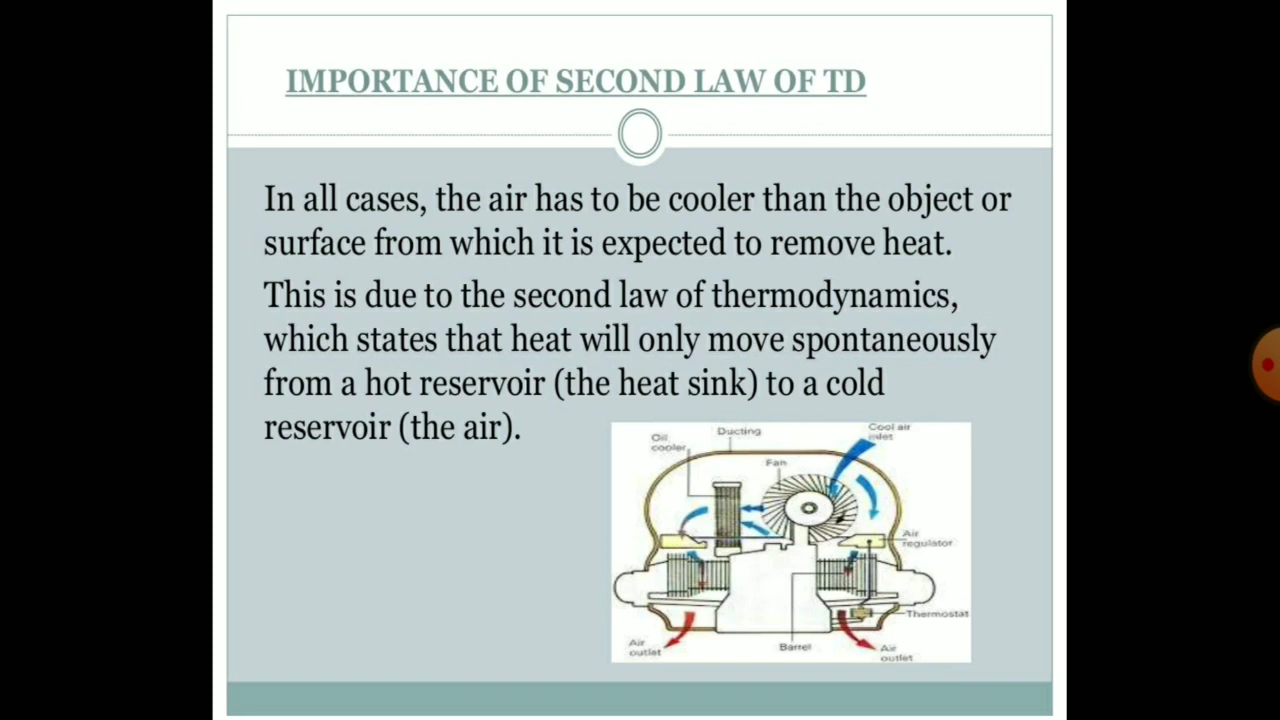 IMPORTANCE OF SECOND LAW OF TD
In all cases, the air has to be cooler than the object or
surface from which it is expected to remove heat.
This is due to the second law of thermodynamics,
which states that heat will only move spontaneously
from a hot reservoir (the heat sink) to a cold
reservoir (the air).
Oil
cooler
Ducting
Cool air
inlet
Fan
Air
regulator
Thermostat
Air
outlet
Barrel
Air
outlet